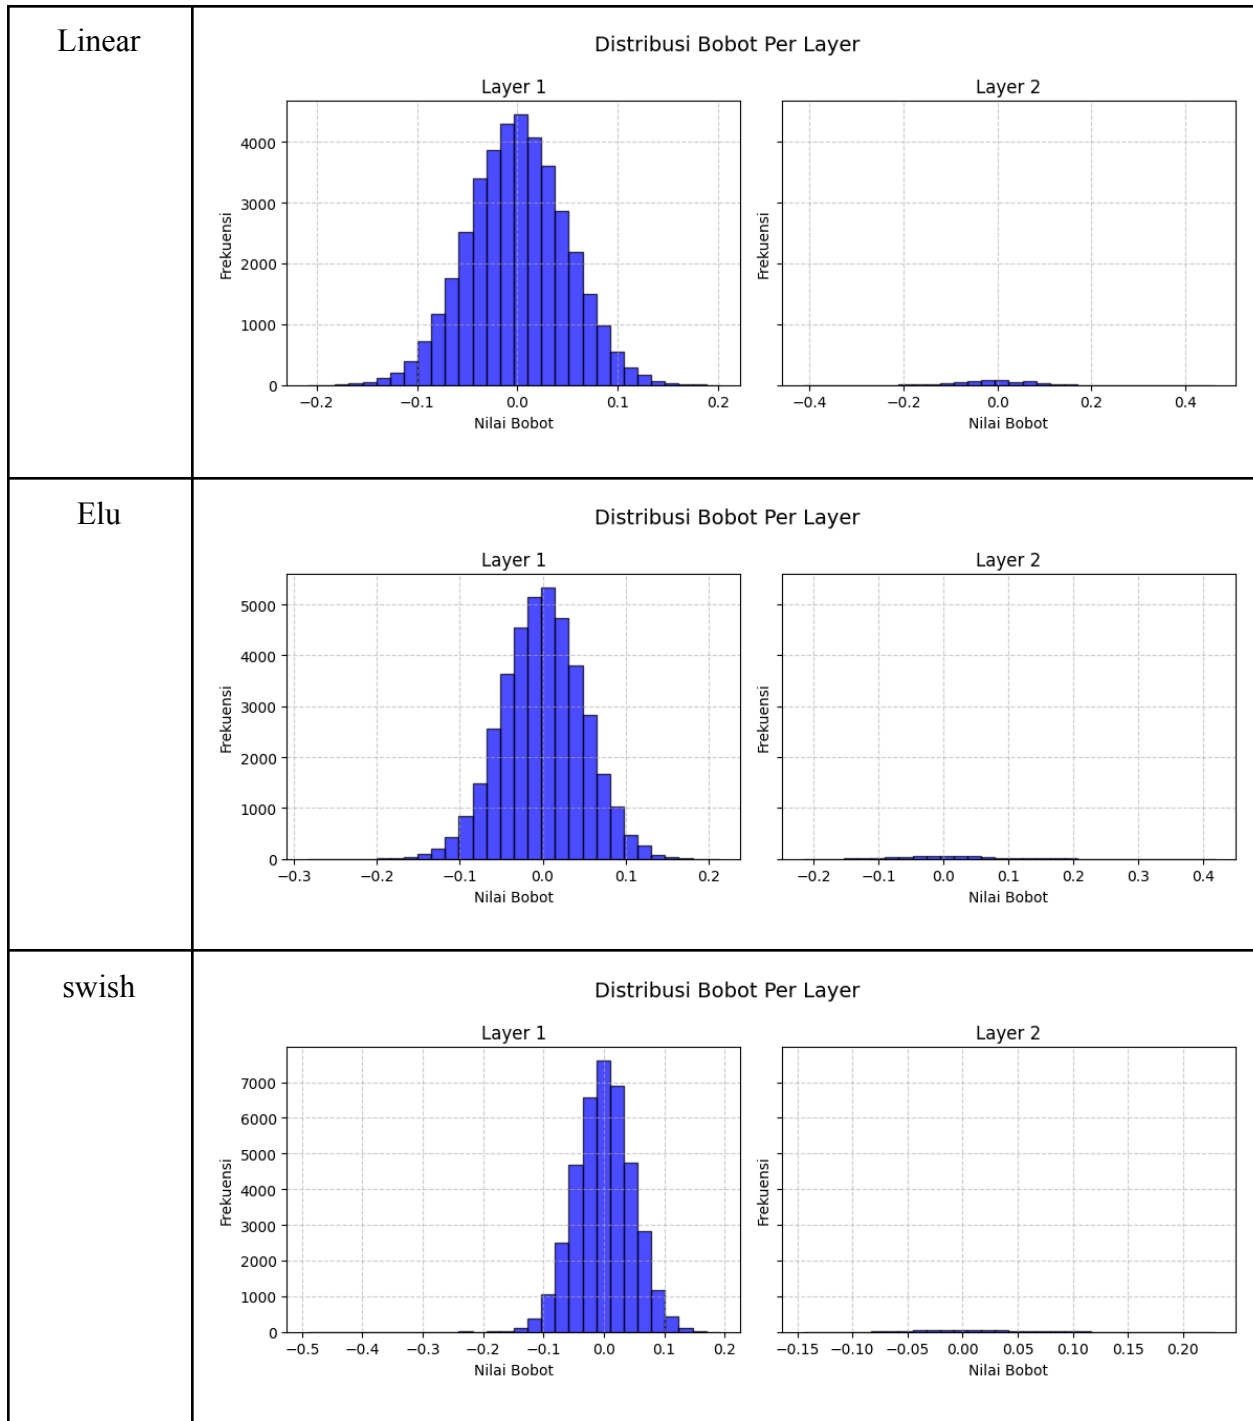 Linear
Distribusi Bobot Per Layer
Layer 1
Layer 2
Frekuensi
4000
3000
2000
1000
0
−0.2 −0.1 0.0 0.1 0.2
Nilai Bobot
Frekuensi
−0.4 −0.2 0.0 0.2 0.4
Nilai Bobot
Elu
Distribusi Bobot Per Layer
Layer 1
Layer 2
Frekuensi
5000
4000
3000
2000
1000
0
−0.3 −0.2 −0.1 0.0 0.1 0.2
Nilai Bobot
Frekuensi
−0.2 −0.1 0.0 0.1 0.2 0.3 0.4
Nilai Bobot
swish
Distribusi Bobot Per Layer
Layer 1
Layer 2
Frekuensi
7000
6000
5000
4000
3000
2000
1000
0
−0.5 −0.4 −0.3 −0.2 −0.1 0.0 0.1 0.2
Nilai Bobot
Frekuensi
−0.15 −0.10 −0.05 0.00 0.05 0.10 0.15 0.20
Nilai Bobot